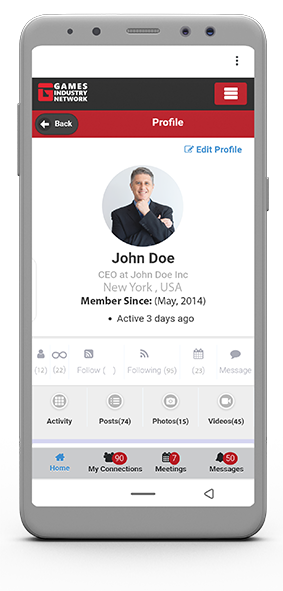 GAMES
INDUSTRY
NETWORK
Back
Profile
Edit Profile
John Doe
CEO at John Doe Inc
New York , USA
Member Since: (May, 2014)
• Active 3 days ago
(12) (22) Follow ( ) Following (95) (23) Message
Activity Posts(74) Photos(15) Videos(45)
90 7 50
Home My Connections Meetings Messages